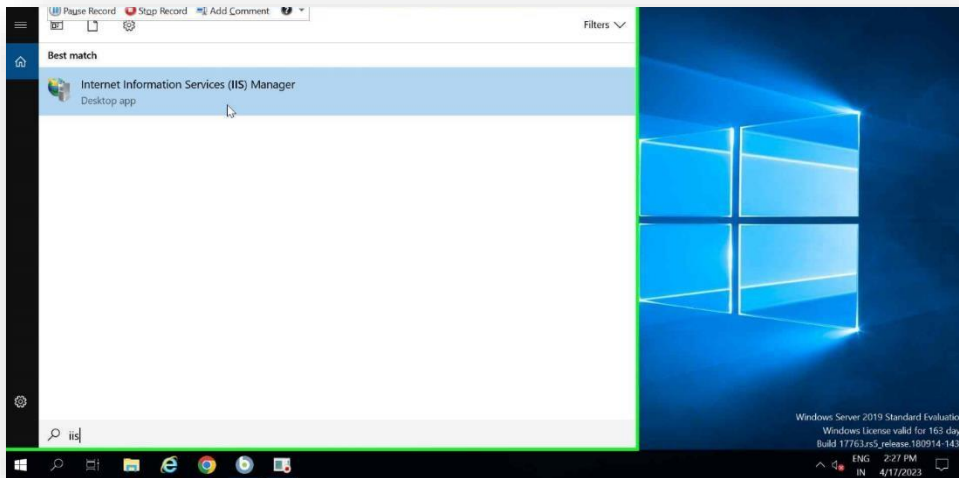 Pause Record Stop Record Add Comment
Filters
Best match
Internet Information Services (IIS) Manager
Desktop app
iis
Windows Server 2019 Standard Evaluatio
Windows License valid for 163 day
Build 17763.rs5_release.180914-143
ENG 2:27 PM
IN 4/17/2023